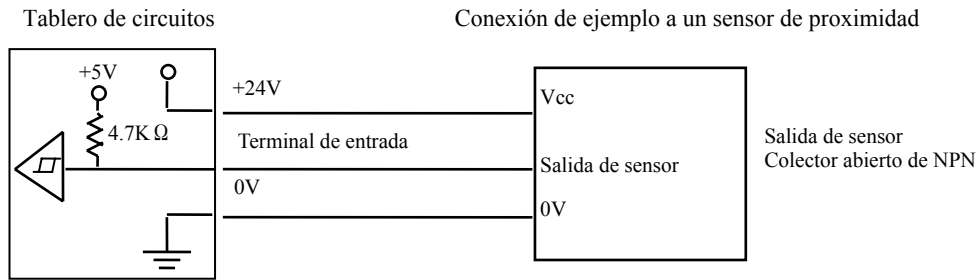 Tablero de circuitos
Conexión de ejemplo a un sensor de proximidad
+5V
+24V
Vcc
4.7K Ω
Terminal de entrada
Salida de sensor
Salida de sensor
Colector abierto de NPN
0V
0V